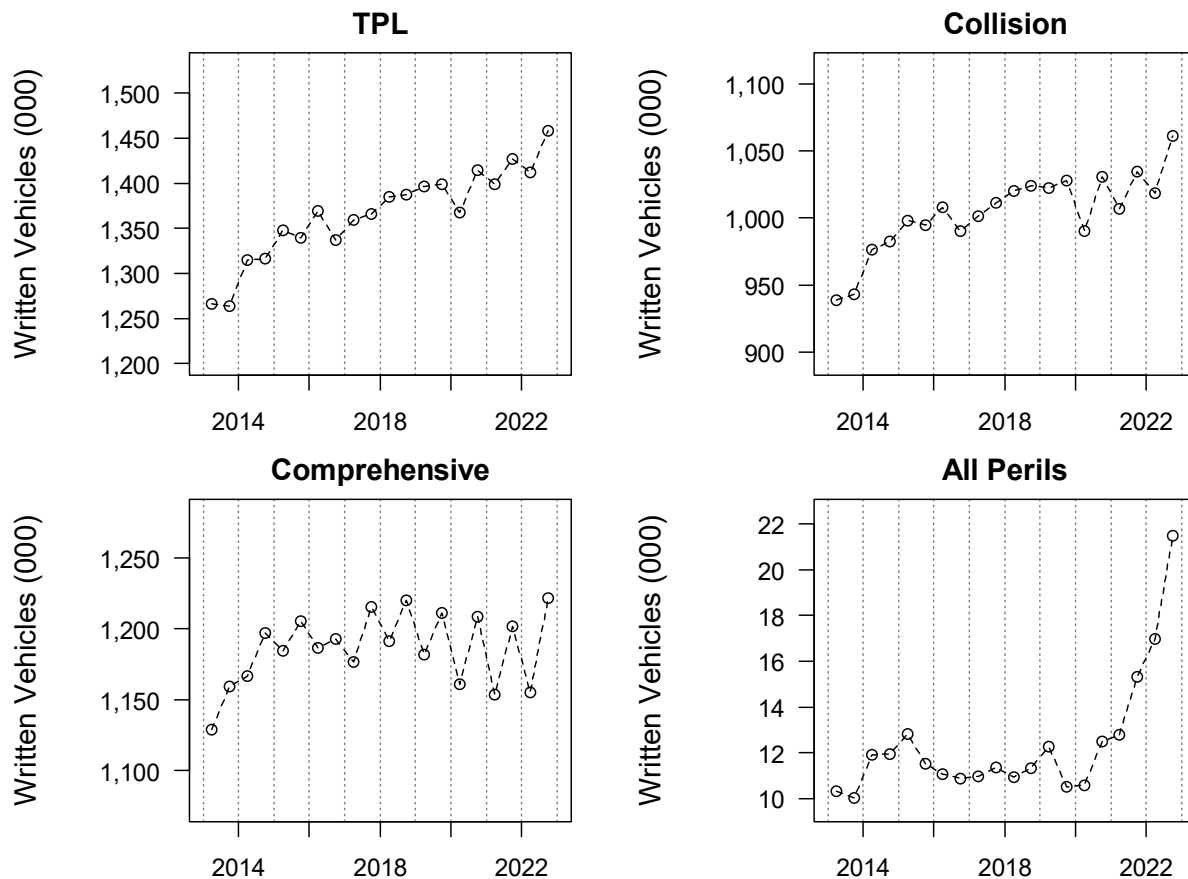 TPL
Written Vehicles (000)
1,500
1,450
1,400
1,350
1,300
1,250
1,200
2014 2018 2022
Collision
Written Vehicles (000)
1,100
1,050
1,000
950
900
2014 2018 2022
Comprehensive
Written Vehicles (000)
1,250
1,200
1,150
1,100
2014 2018 2022
All Perils
Written Vehicles (000)
22
20
18
16
14
12
10
2014 2018 2022